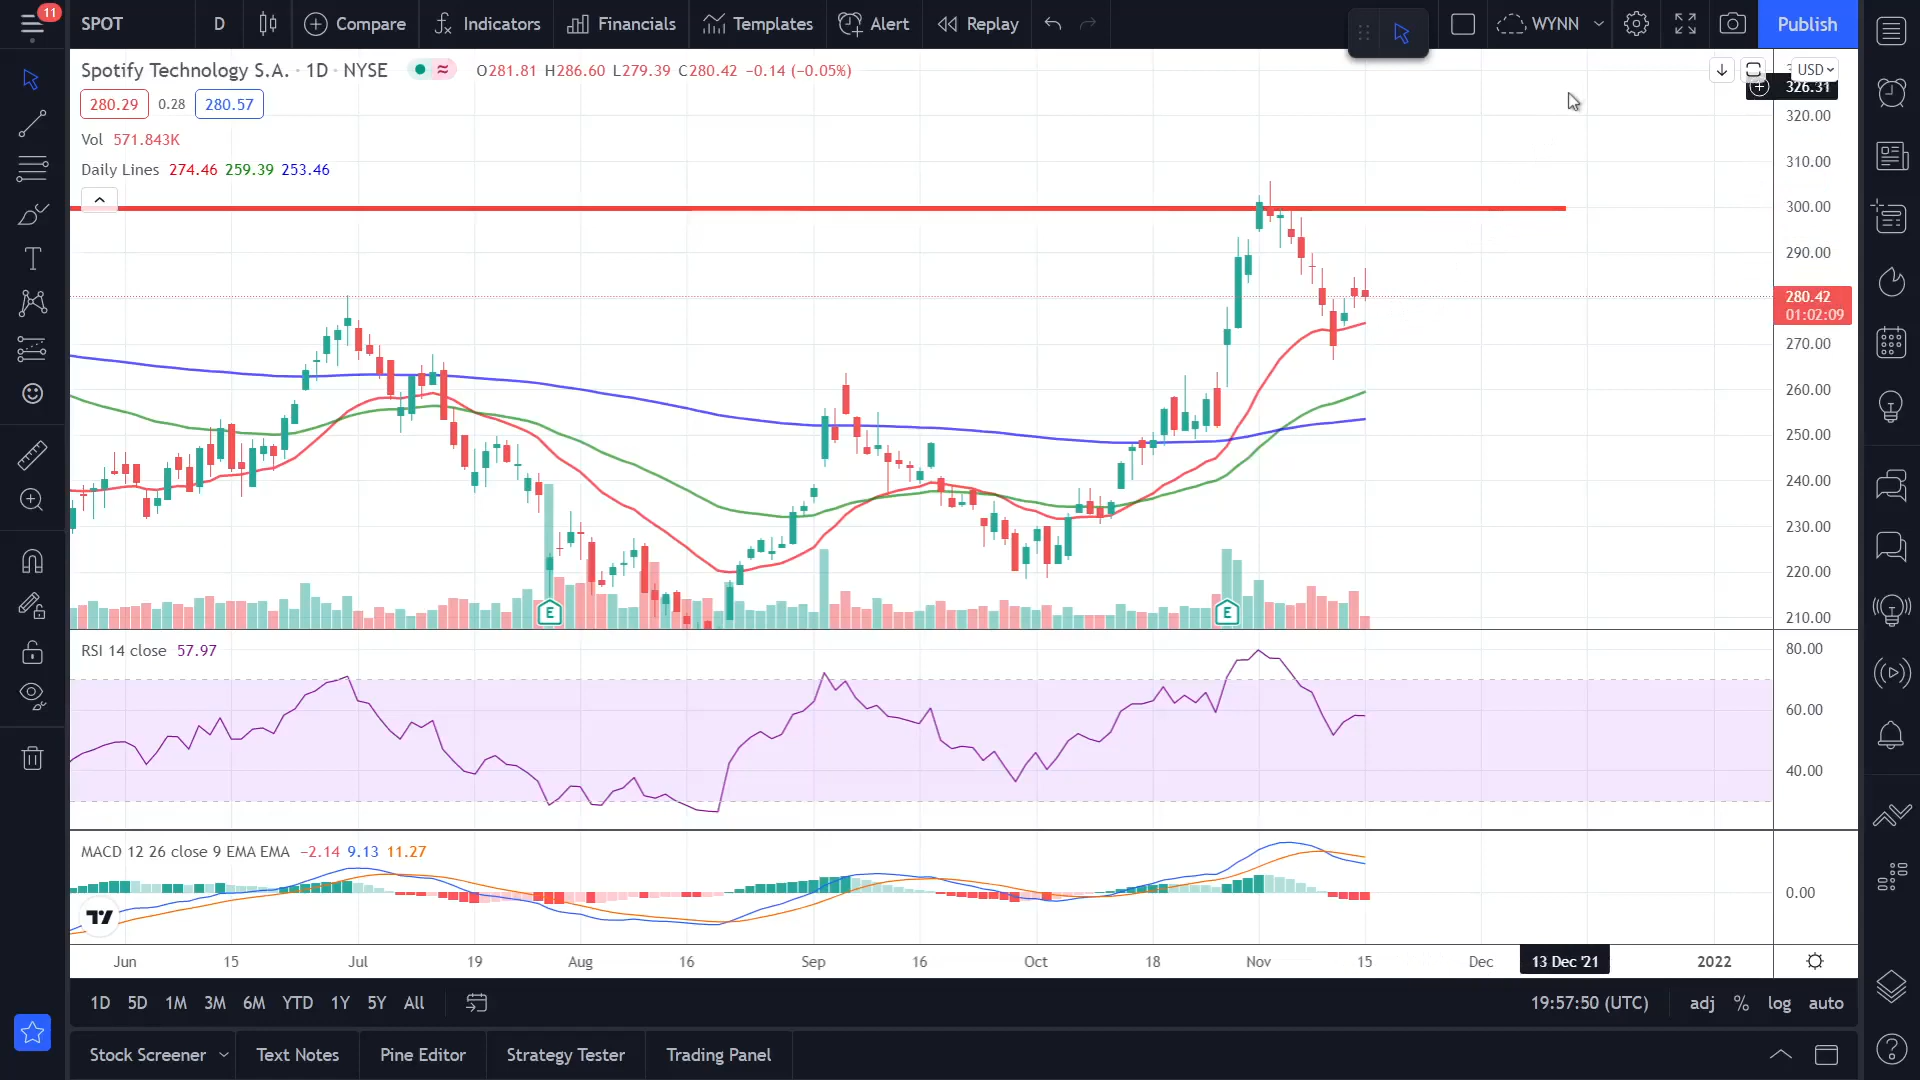 11
SPOT D Compare Indicators Financials Templates Alert Replay WYNN Publish
Spotify Technology S.A. · 1D · NYSE ≈ O281.81 H286.60 L279.39 C280.42 −0.14 (−0.05%)
USD
326.31
280.29 0.28 280.57
Vol 571.843K
Daily Lines 274.46 259.39 253.46
320.00
310.00
300.00
290.00
280.42
01:02:09
270.00
260.00
250.00
240.00
230.00
220.00
210.00
E E
RSI 14 close 57.97
80.00
60.00
40.00
MACD 12 26 close 9 EMA EMA −2.14 9.13 11.27
0.00
Jun 15 Jul 19 Aug 16 Sep 16 Oct 18 Nov 15 Dec 13 Dec '21 2022
1D 5D 1M 3M 6M YTD 1Y 5Y All 19:57:50 (UTC) adj % log auto
Stock Screener Text Notes Pine Editor Strategy Tester Trading Panel